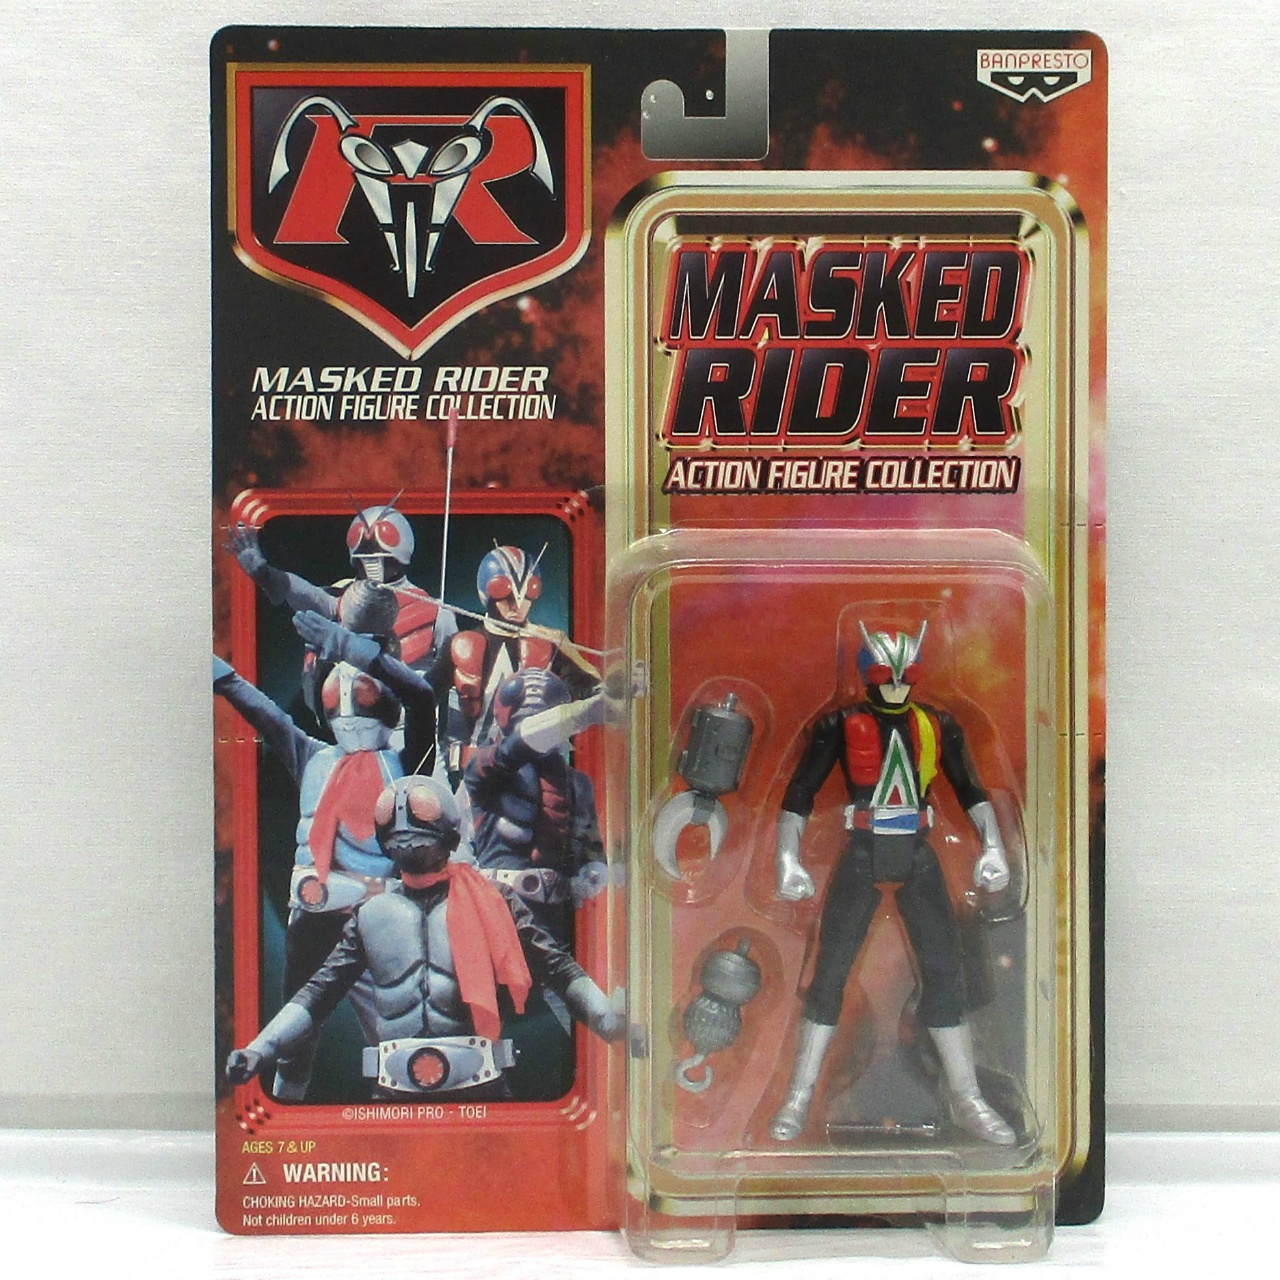 BANPRESTO
MASKED RIDER
ACTION FIGURE COLLECTION
MASKED
RIDER
ACTION FIGURE COLLECTION
©ISHIMORI PRO · TOEI
AGES 7 & UP
WARNING:
CHOKING HAZARD-Small parts.
Not children under 6 years.